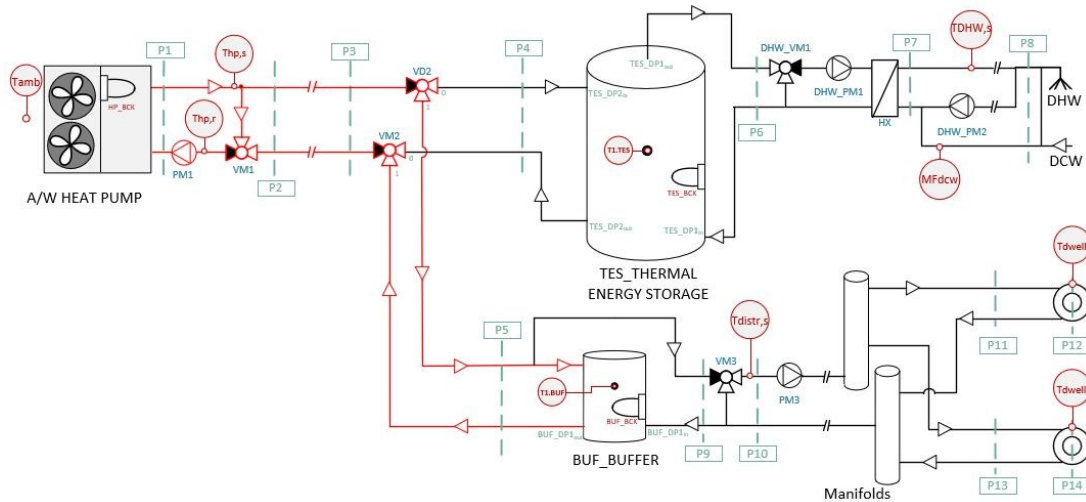 P1
Thp,s
P2
P3
P4
VD2
0
1
TES_DP1out
TES_DP2in
DHW_VM1
DHW_PM1
P7
TDHW,s
P8
Tamb
HP_BCK
Thp,r
PM1
VM1
VM2
0
1
T1.TES
TES_BCK
P6
HX
DHW_PM2
DHW
DCW
MFdcw
A/W HEAT PUMP
TES_DP2out
TES_DP1in
TES_THERMAL
ENERGY STORAGE
Tdwell
P5
Tdistr,s
VM3
P11
P12
T1.BUF
BUF_BCK
PM3
Tdwell
BUF_DP1out
BUF_DP1in
P9
P10
BUF_BUFFER
P13
P14
Manifolds